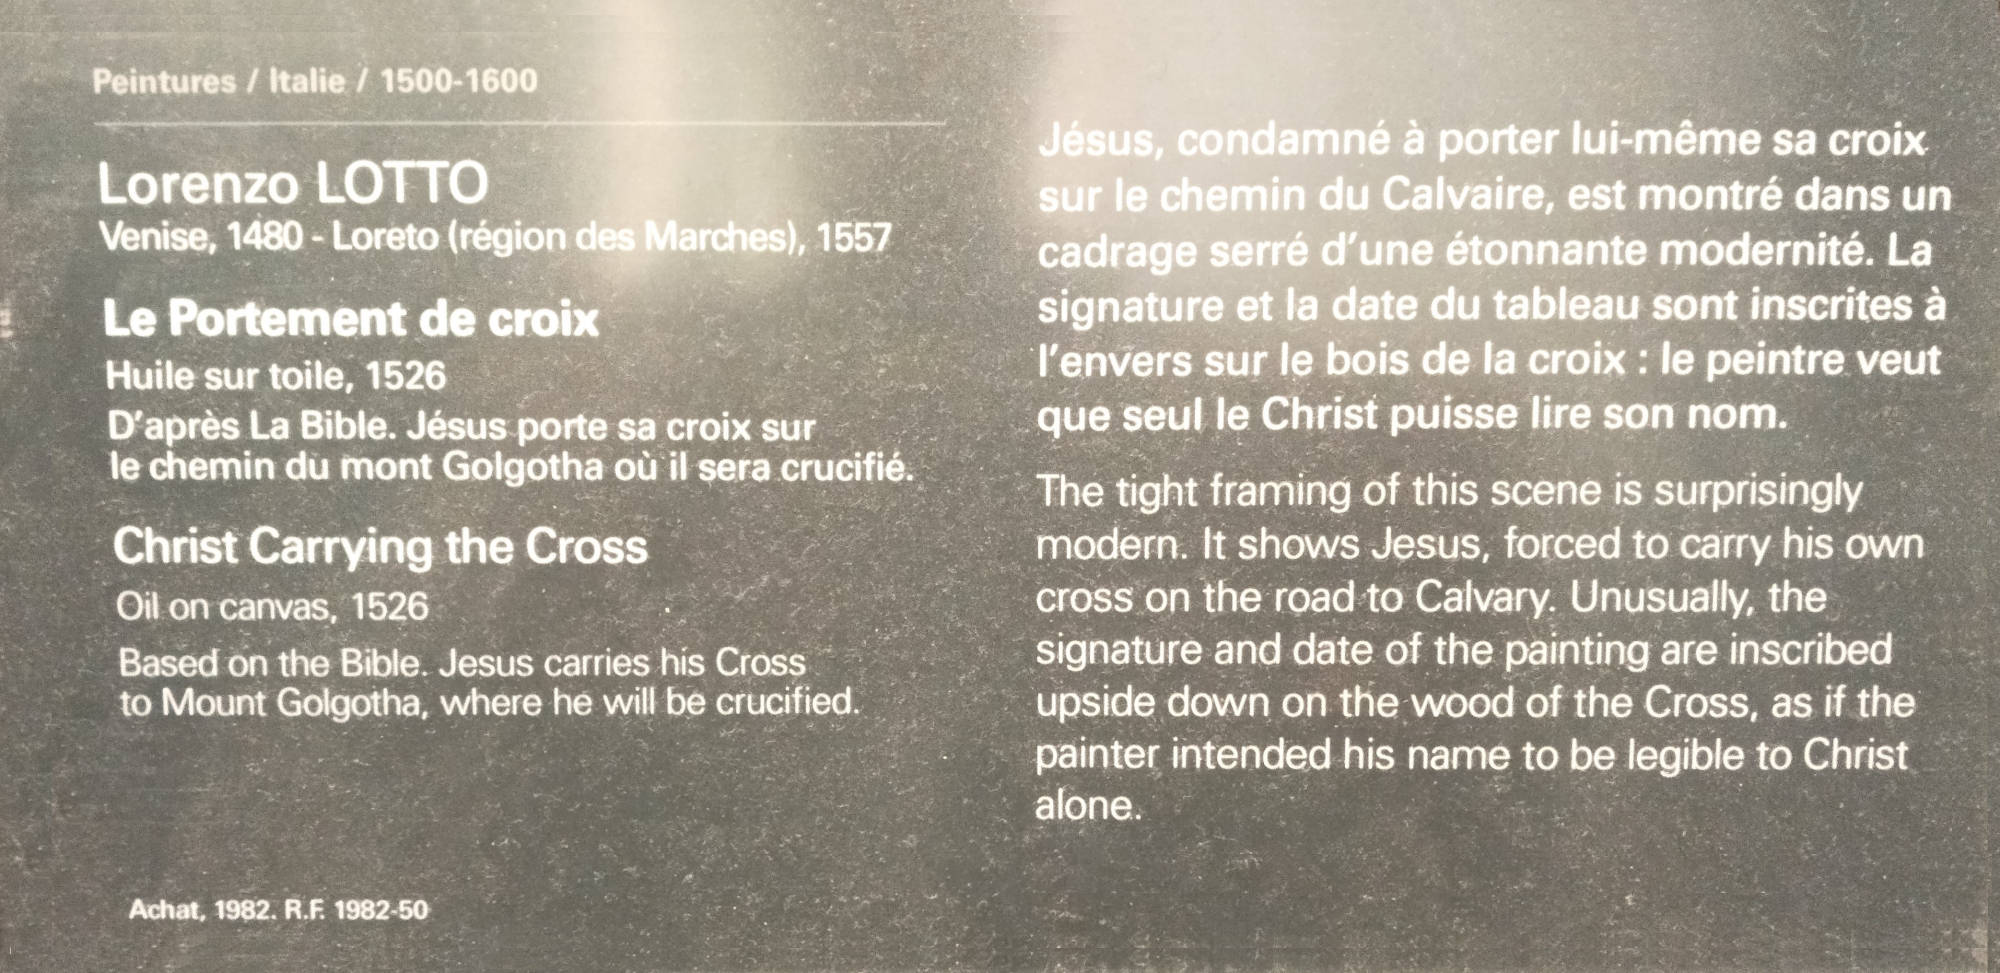 Peintures / Italie / 1500-1600
Lorenzo LOTTO
Venise, 1480 - Loreto (région des Marches), 1557
Le Portement de croix
Huile sur toile, 1526
D'après La Bible. Jésus porte sa croix sur
le chemin du mont Golgotha où il sera crucifié.
Christ Carrying the Cross
Oil on canvas, 1526
Based on the Bible. Jesus carries his Cross
to Mount Golgotha, where he will be crucified.
Achat, 1982. R.F. 1982-50
Jésus, condamné à porter lui-même sa croix
sur le chemin du Calvaire, est montré dans un
cadrage serré d'une étonnante modernité. La
signature et la date du tableau sont inscrites à
l'envers sur le bois de la croix : le peintre veut
que seul le Christ puisse lire son nom.
The tight framing of this scene is surprisingly
modern. It shows Jesus, forced to carry his own
cross on the road to Calvary. Unusually, the
signature and date of the painting are inscribed
upside down on the wood of the Cross, as if the
painter intended his name to be legible to Christ
alone.